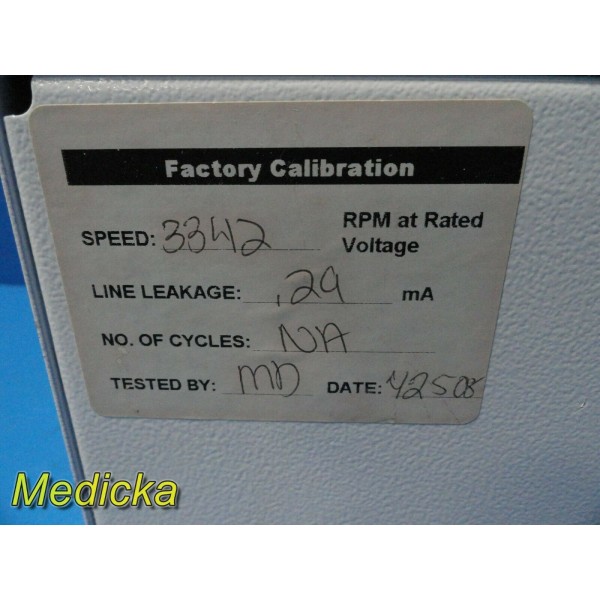 Factory Calibration
SPEED: 3342 RPM at Rated Voltage
LINE LEAKAGE: .29 mA
NO. OF CYCLES: NA
TESTED BY: MD DATE: 42508
Medicka